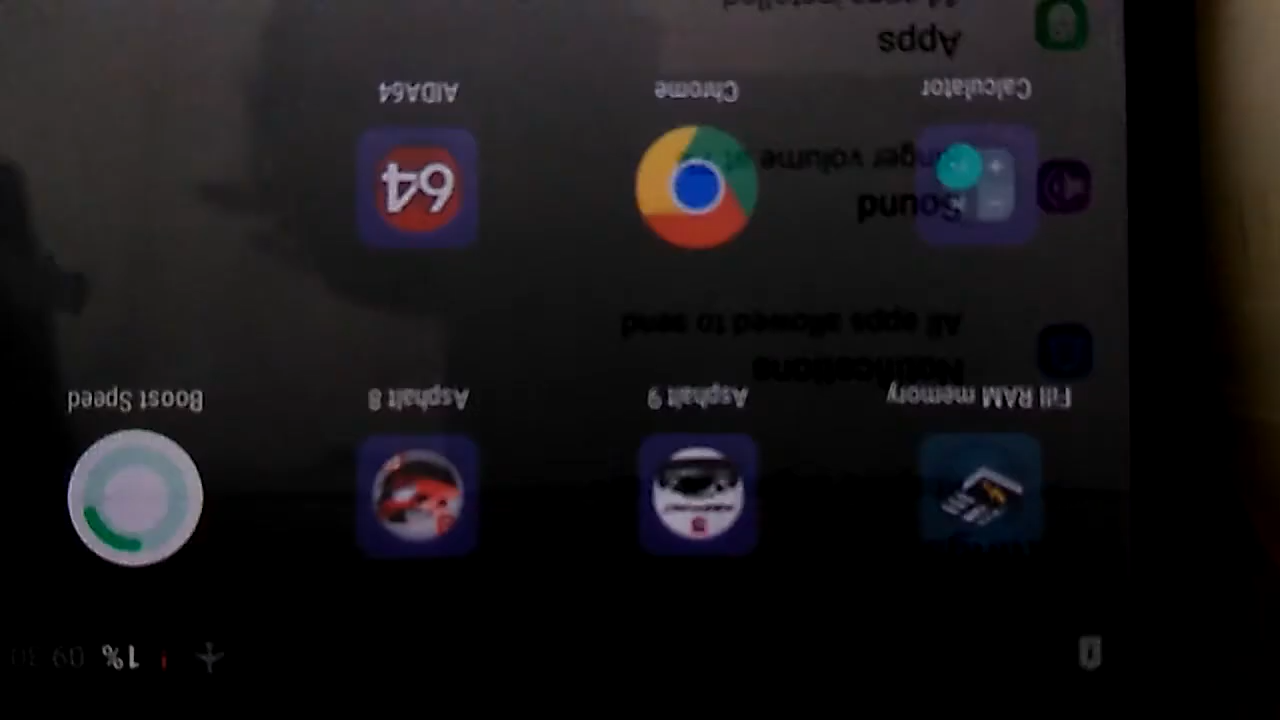 1%
Fill RAM memory
Asphalt 9
Asphalt 8
Boost Speed
Notifications
All apps allowed to send
Sound
Calculator
Chrome
AIDA64
64
Apps